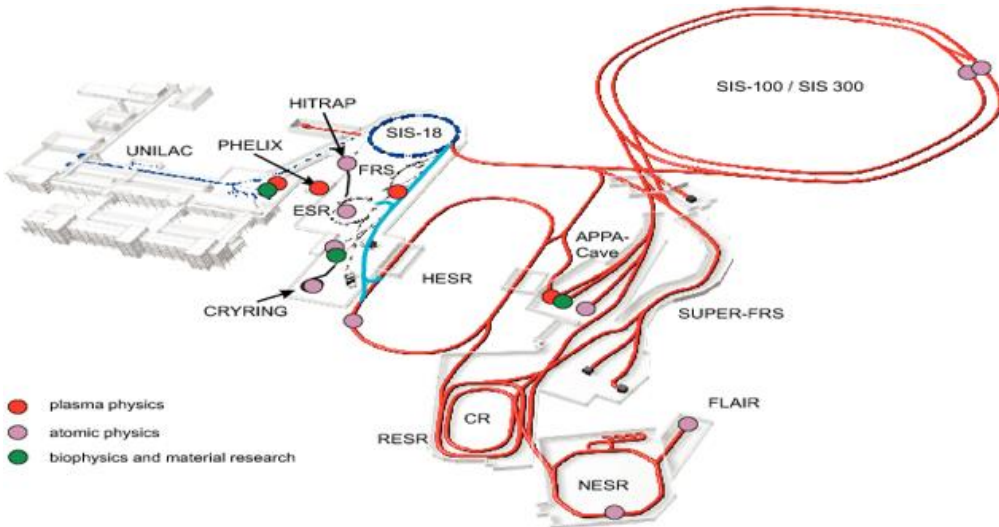 SIS-100 / SIS 300
HITRAP
SIS-18
UNILAC
PHELIX
FRS
ESR
APPA-
Cave
HESR
CRYRING
SUPER-FRS
plasma physics
atomic physics
biophysics and material research
CR
RESR
FLAIR
NESR